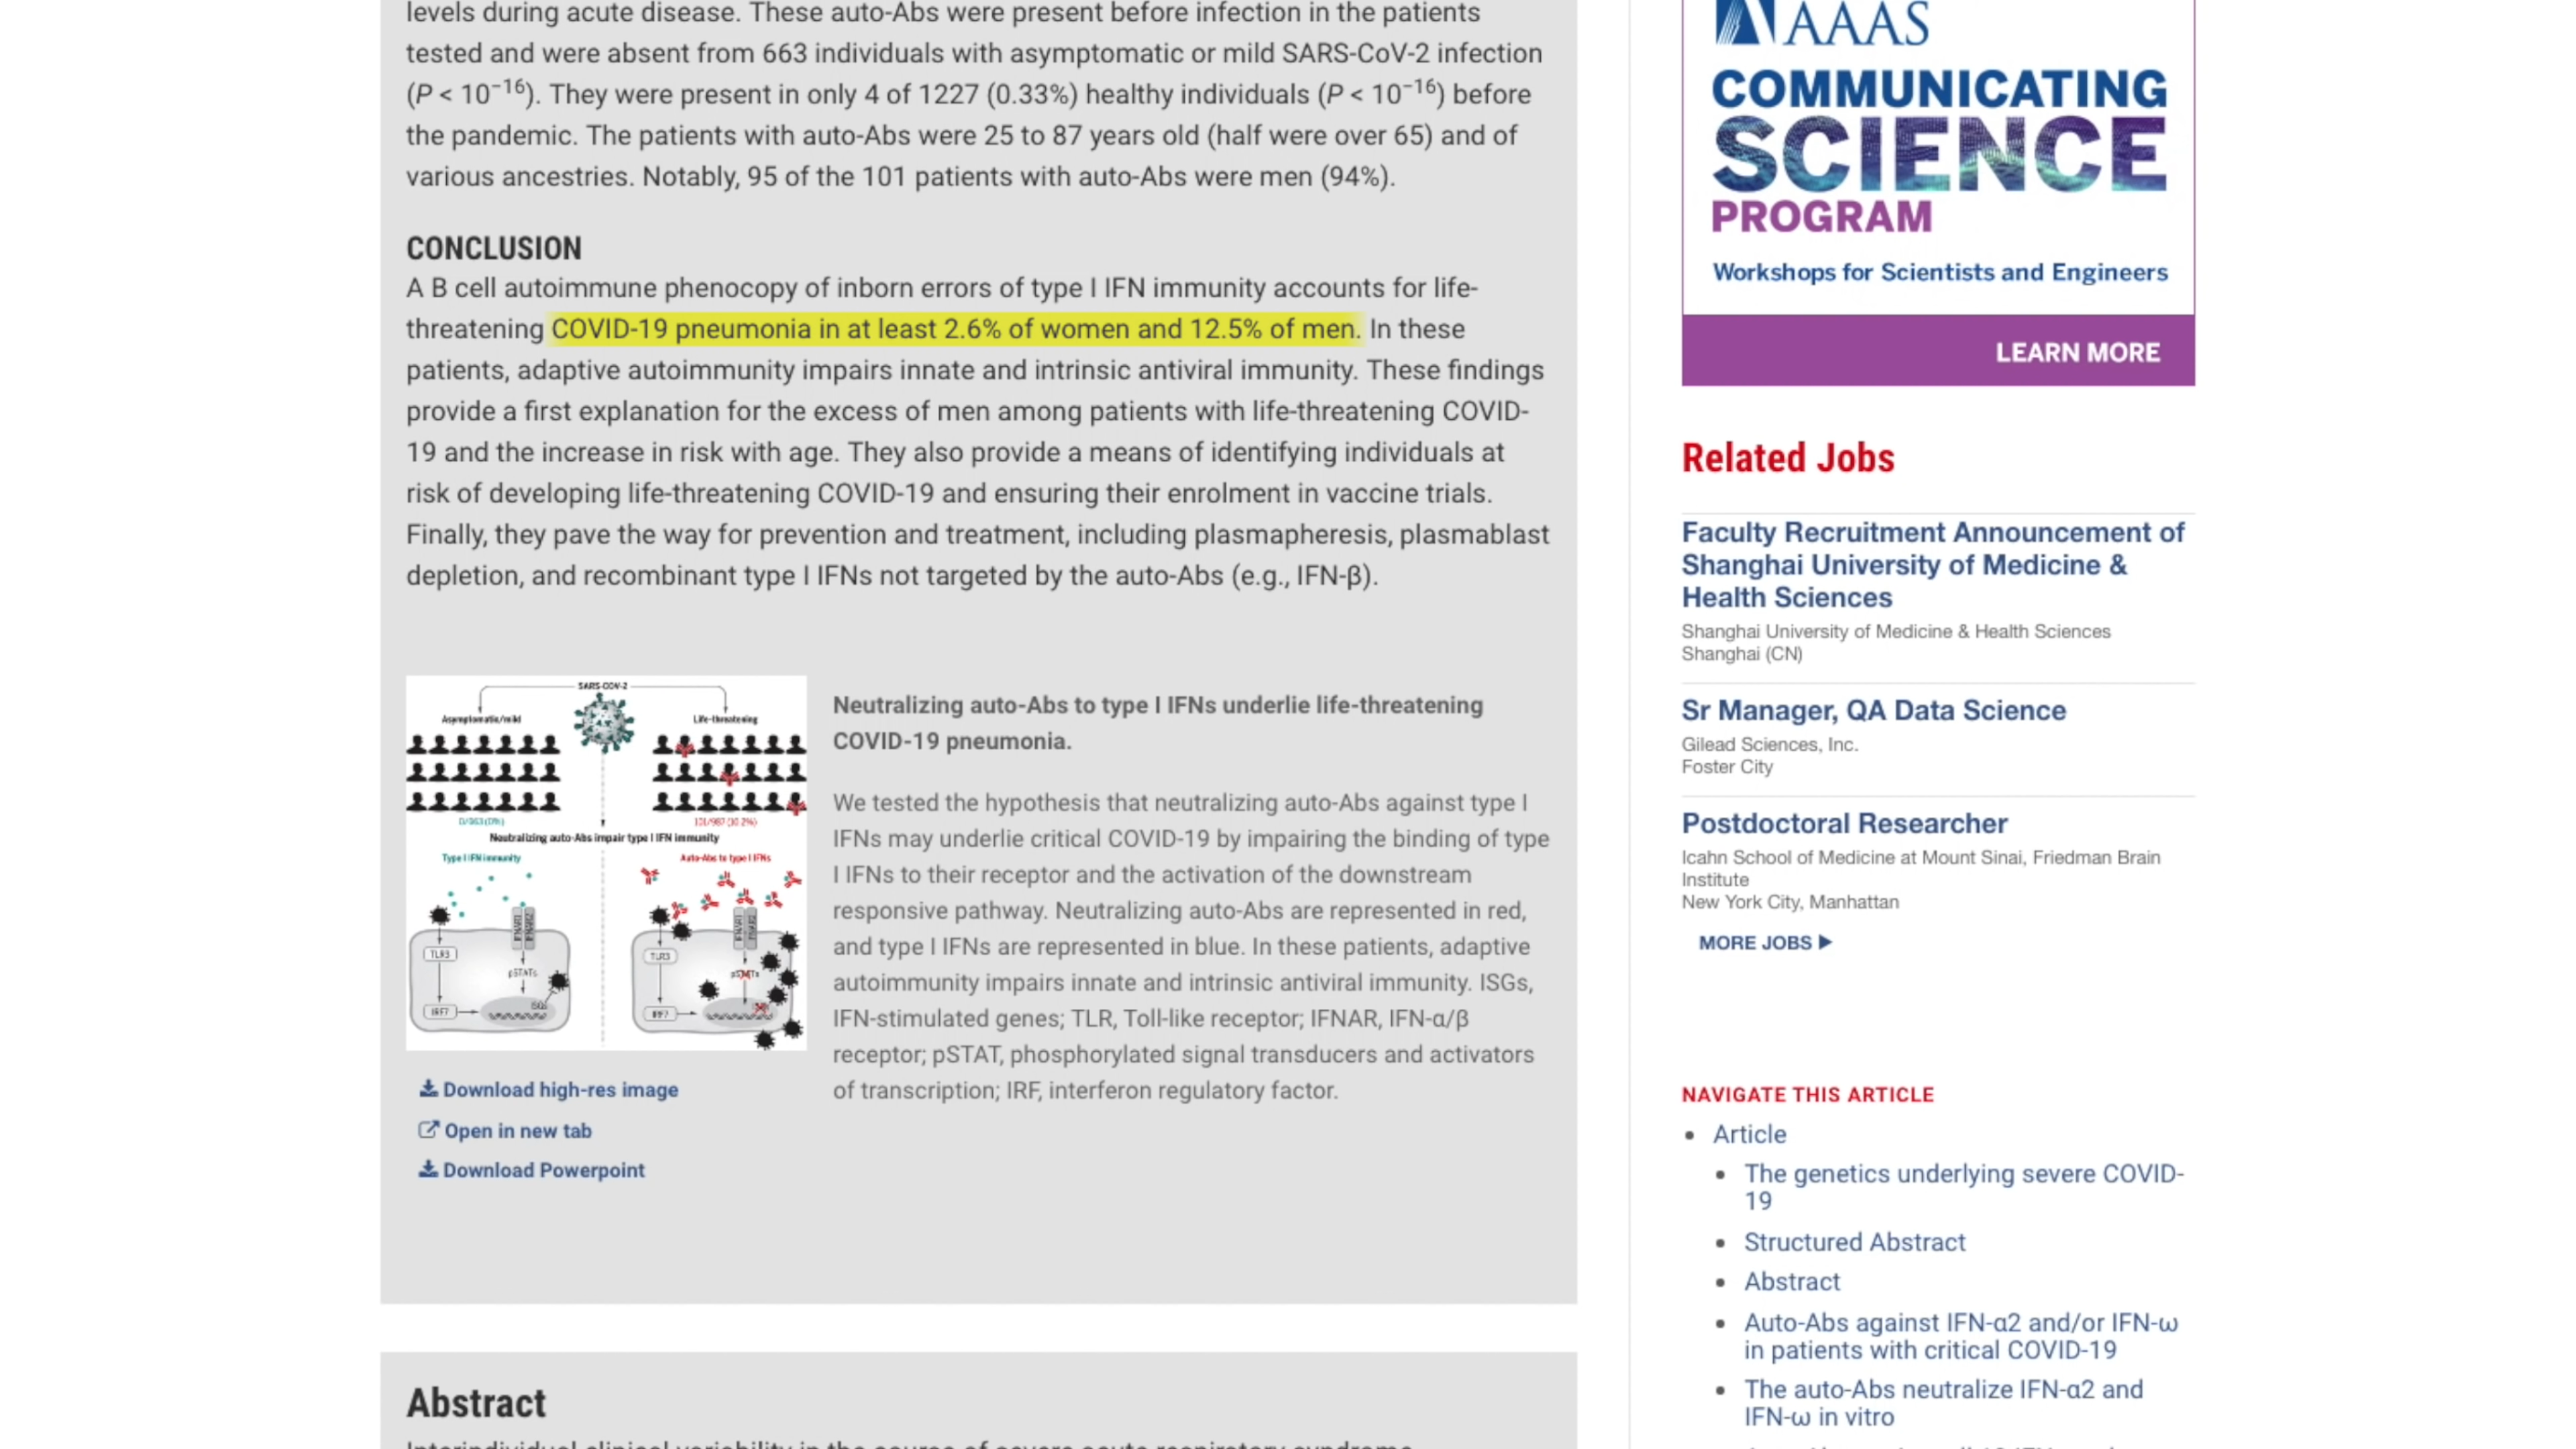 levels during acute disease. These auto-Abs were present before infection in the patients
tested and were absent from 663 individuals with asymptomatic or mild SARS-CoV-2 infection
(P < 10⁻¹⁶). They were present in only 4 of 1227 (0.33%) healthy individuals (P < 10⁻¹⁶) before
the pandemic. The patients with auto-Abs were 25 to 87 years old (half were over 65) and of
various ancestries. Notably, 95 of the 101 patients with auto-Abs were men (94%).
CONCLUSION
A B cell autoimmune phenocopy of inborn errors of type I IFN immunity accounts for life-
threatening COVID-19 pneumonia in at least 2.6% of women and 12.5% of men. In these
patients, adaptive autoimmunity impairs innate and intrinsic antiviral immunity. These findings
provide a first explanation for the excess of men among patients with life-threatening COVID-
19 and the increase in risk with age. They also provide a means of identifying individuals at
risk of developing life-threatening COVID-19 and ensuring their enrolment in vaccine trials.
Finally, they pave the way for prevention and treatment, including plasmapheresis, plasmablast
depletion, and recombinant type I IFNs not targeted by the auto-Abs (e.g., IFN-β).
SARS-COV-2
Asymptomatic/mild
Life-threatening
0/663 (0%)
101/987 (10.2%)
Neutralizing auto-Abs impair type I IFN immunity
Type I IFN immunity
Auto-Abs to type I IFNs
TLR3
pSTATs
IRF7
TLR3
IRF7
Download high-res image
Open in new tab
Download Powerpoint
Neutralizing auto-Abs to type I IFNs underlie life-threatening
COVID-19 pneumonia.
We tested the hypothesis that neutralizing auto-Abs against type I
IFNs may underlie critical COVID-19 by impairing the binding of type
I IFNs to their receptor and the activation of the downstream
responsive pathway. Neutralizing auto-Abs are represented in red,
and type I IFNs are represented in blue. In these patients, adaptive
autoimmunity impairs innate and intrinsic antiviral immunity. ISGs,
IFN-stimulated genes; TLR, Toll-like receptor; IFNAR, IFN-α/β
receptor; pSTAT, phosphorylated signal transducers and activators
of transcription; IRF, interferon regulatory factor.
Abstract
AAAS
COMMUNICATING
SCIENCE
PROGRAM
Workshops for Scientists and Engineers
LEARN MORE
Related Jobs
Faculty Recruitment Announcement of
Shanghai University of Medicine &
Health Sciences
Shanghai University of Medicine & Health Sciences
Shanghai (CN)
Sr Manager, QA Data Science
Gilead Sciences, Inc.
Foster City
Postdoctoral Researcher
Icahn School of Medicine at Mount Sinai, Friedman Brain
Institute
New York City, Manhattan
MORE JOBS
NAVIGATE THIS ARTICLE
Article
The genetics underlying severe COVID-
19
Structured Abstract
Abstract
Auto-Abs against IFN-α2 and/or IFN-ω
in patients with critical COVID-19
The auto-Abs neutralize IFN-α2 and
IFN-ω in vitro